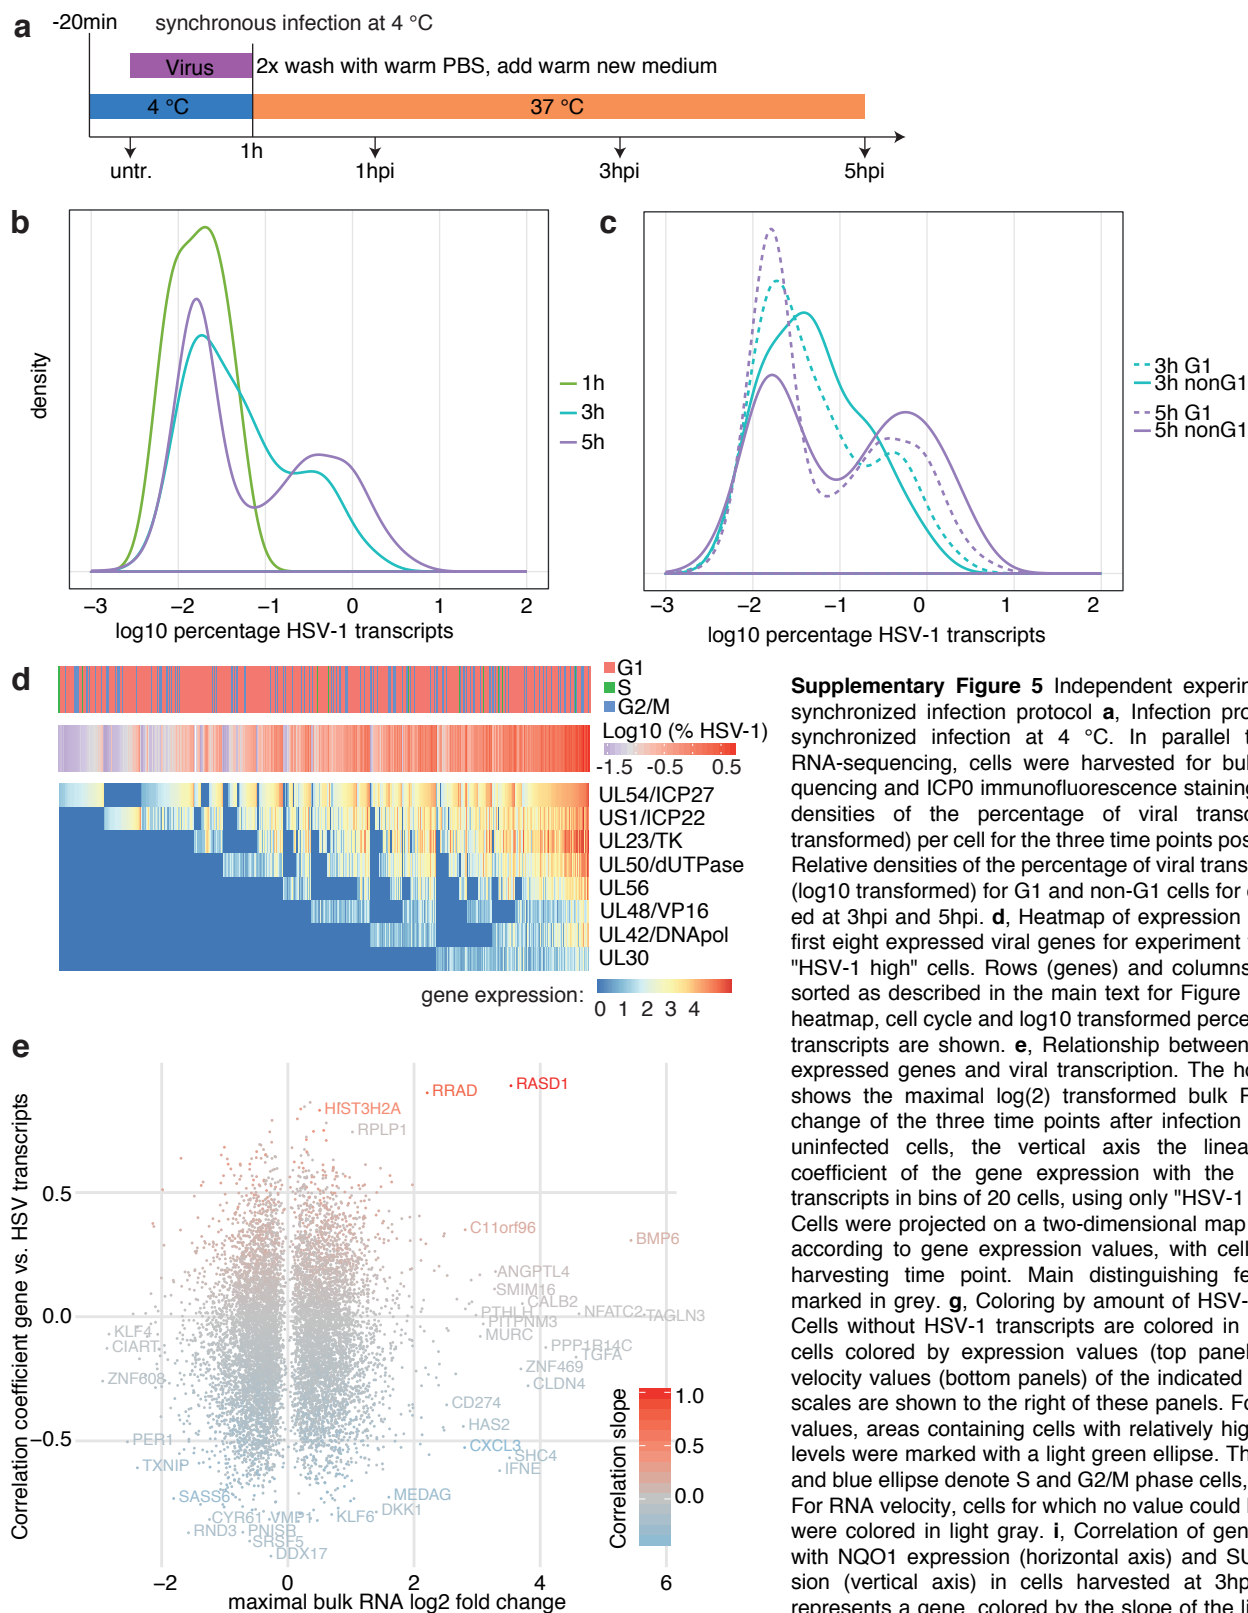 a
-20min
synchronous infection at 4 °C
Virus
2x wash with warm PBS, add warm new medium
4 °C
37 °C
untr.
1h
1hpi
3hpi
5hpi
b
density
1h
3h
5h
−3 −2 −1 0 1 2
log10 percentage HSV-1 transcripts
c
3h G1
3h nonG1
5h G1
5h nonG1
−3 −2 −1 0 1 2
log10 percentage HSV-1 transcripts
d
G1
S
G2/M
Log10 (% HSV-1)
-1.5 -0.5 0.5
UL54/ICP27
US1/ICP22
UL23/TK
UL50/dUTPase
UL56
UL48/VP16
UL42/DNApol
UL30
gene expression:
0 1 2 3 4
e
Correlation coefficient gene vs. HSV transcripts
0.5
0.0
−0.5
RASD1
RRAD
HIST3H2A
RPLP1
C11orf96
BMP6
ANGPTL4
SMIM16
CALB2
PTHLH
NFATC2
TAGLN3
PITPNM3
MURC
KLF4
CIART
PPP1R14C
TGFA
ZNF469
ZNF608
CLDN4
CD274
HAS2
PER1
CXCL3
SHC4
TXNIP
IFNE
SASS6
MEDAG
DKK1
CYR61
VMP1
KLF6
RND3
PNISR
SRSF5
DDX17
Correlation slope
1.0
0.5
0.0
−2 0 2 4 6
maximal bulk RNA log2 fold change
Supplementary Figure 5 Independent experim
synchronized infection protocol a, Infection pro
synchronized infection at 4 °C. In parallel t
RNA-sequencing, cells were harvested for bul
quencing and ICP0 immunofluorescence staining
densities of the percentage of viral transc
transformed) per cell for the three time points pos
Relative densities of the percentage of viral trans
(log10 transformed) for G1 and non-G1 cells for
ed at 3hpi and 5hpi. d, Heatmap of expression
first eight expressed viral genes for experiment
"HSV-1 high" cells. Rows (genes) and columns
sorted as described in the main text for Figure
heatmap, cell cycle and log10 transformed perce
transcripts are shown. e, Relationship between
expressed genes and viral transcription. The ho
shows the maximal log(2) transformed bulk R
change of the three time points after infection
uninfected cells, the vertical axis the linea
coefficient of the gene expression with the
transcripts in bins of 20 cells, using only "HSV-1
Cells were projected on a two-dimensional map
according to gene expression values, with cell
harvesting time point. Main distinguishing fe
marked in grey. g, Coloring by amount of HSV-
Cells without HSV-1 transcripts are colored in
cells colored by expression values (top panel
velocity values (bottom panels) of the indicated
scales are shown to the right of these panels. Fo
values, areas containing cells with relatively hig
levels were marked with a light green ellipse. Th
and blue ellipse denote S and G2/M phase cells,
For RNA velocity, cells for which no value could
were colored in light gray. i, Correlation of gen
with NQO1 expression (horizontal axis) and SU
sion (vertical axis) in cells harvested at 3hp
represents a gene, colored by the slope of the li